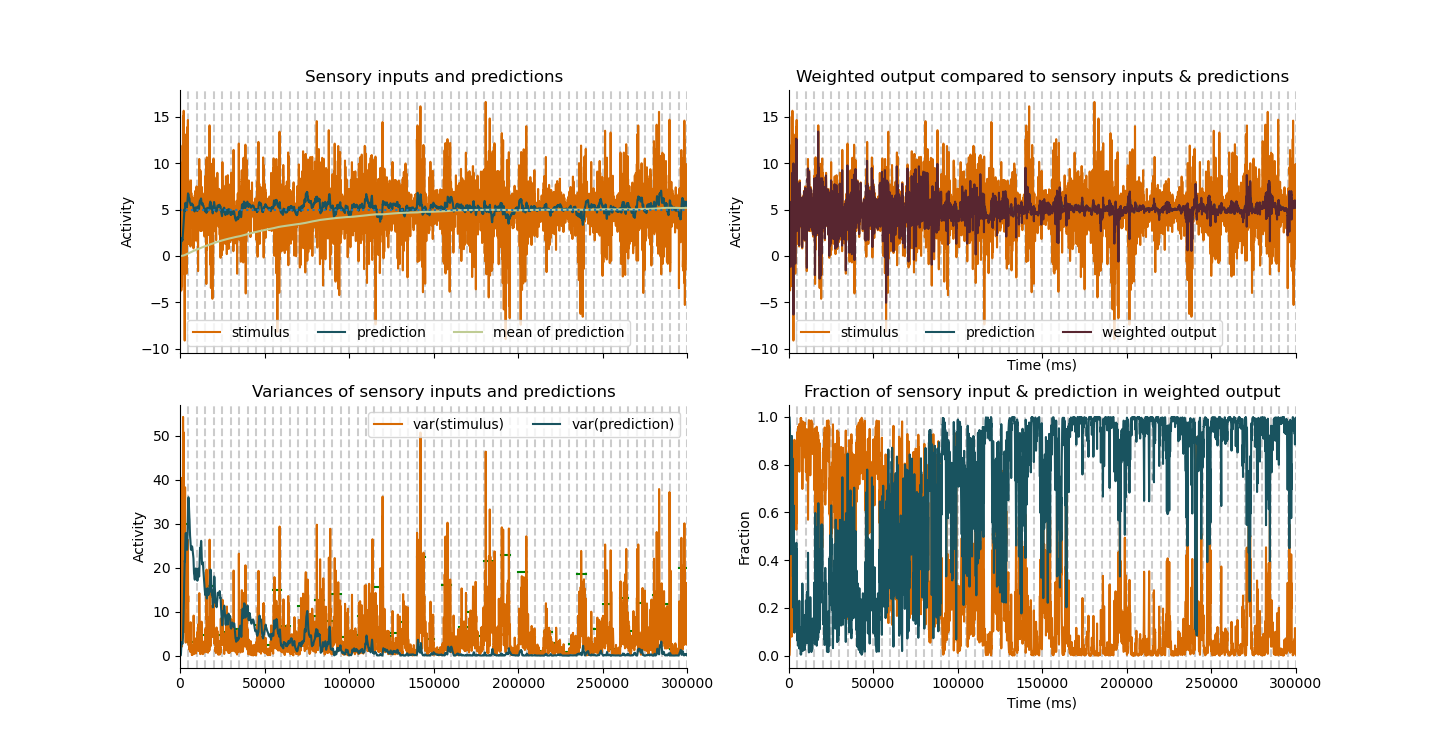 Sensory inputs and predictions
Activity
15
10
5
0
−5
−10
stimulus prediction mean of prediction
Weighted output compared to sensory inputs & predictions
Activity
15
10
5
0
−5
−10
stimulus prediction weighted output
Time (ms)
Variances of sensory inputs and predictions
Activity
50
40
30
20
10
0
var(stimulus) var(prediction)
0 50000 100000 150000 200000 250000 300000
Fraction of sensory input & prediction in weighted output
Fraction
1.0
0.8
0.6
0.4
0.2
0.0
0 50000 100000 150000 200000 250000 300000
Time (ms)